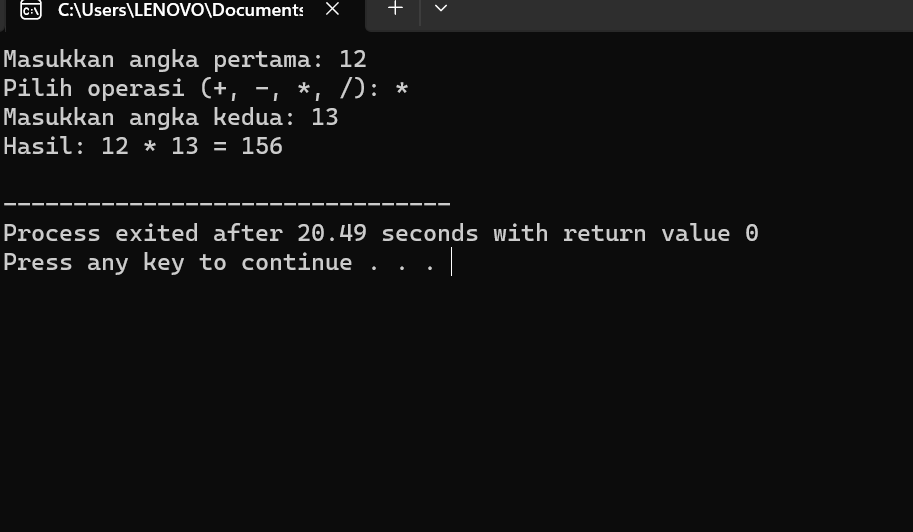 C:\Users\LENOVO\Documents
Masukkan angka pertama: 12
Pilih operasi (+, -, *, /): *
Masukkan angka kedua: 13
Hasil: 12 * 13 = 156
--------------------------------
Process exited after 20.49 seconds with return value 0
Press any key to continue . . .